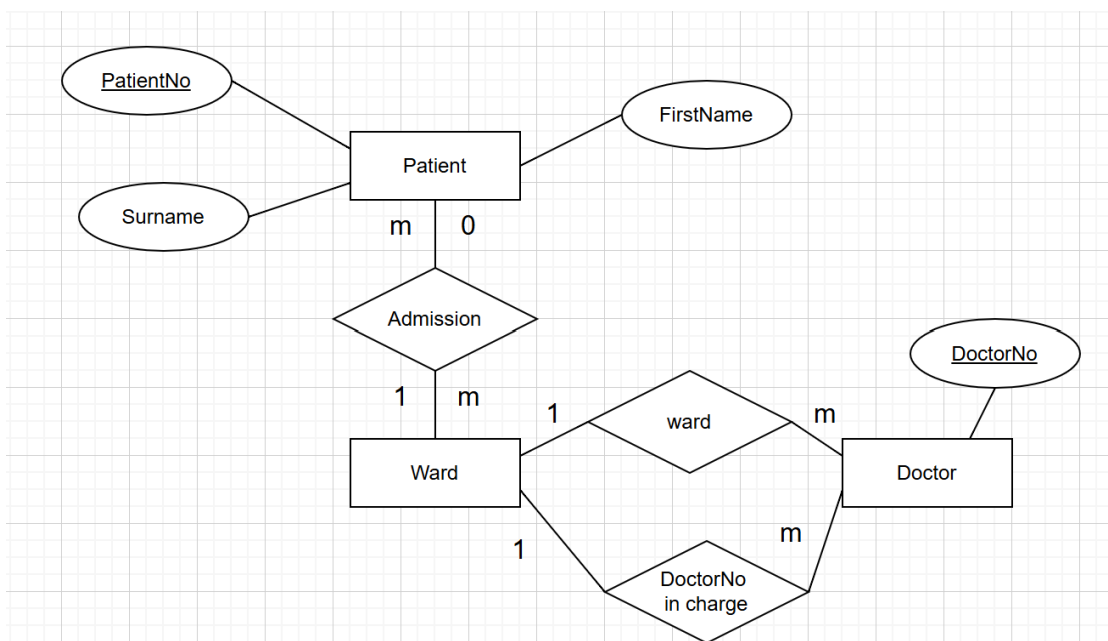 PatientNo
FirstName
Patient
Surname
m 0
Admission
DoctorNo
1 m
1
ward
m
Ward
Doctor
1
m
DoctorNo
in charge